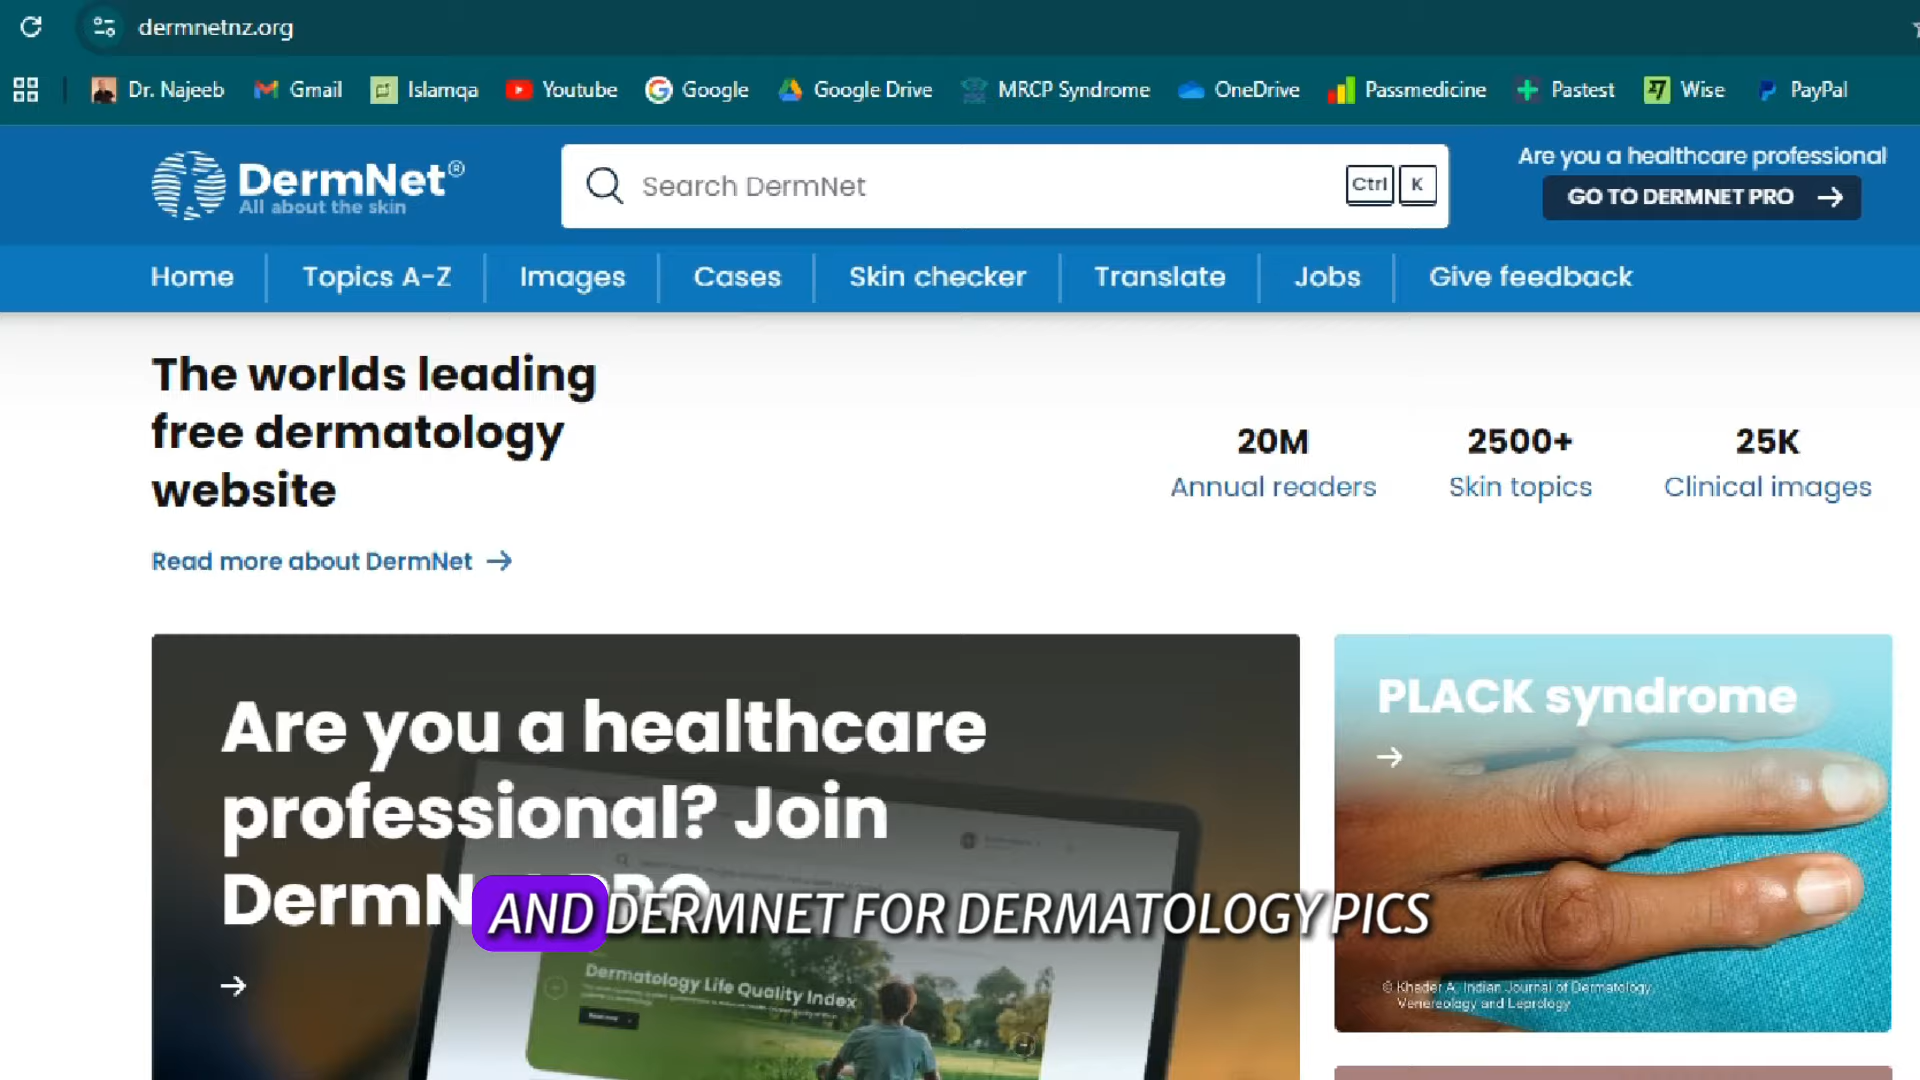 dermnetnz.org
Dr. Najeeb Gmail Islamqa Youtube Google Google Drive MRCP Syndrome OneDrive Passmedicine Pastest Wise PayPal
DermNet®
All about the skin
Search DermNet
Ctrl K
Are you a healthcare professional
GO TO DERMNET PRO →
Home Topics A-Z Images Cases Skin checker Translate Jobs Give feedback
The worlds leading
free dermatology
website
Read more about DermNet →
20M 2500+ 25K
Annual readers Skin topics Clinical images
Are you a healthcare
professional? Join
DermNet PRO
→
AND DERMNET FOR DERMATOLOGY PICS
Dermatology Life Quality Index
PLACK syndrome
→
© Khader A, Indian Journal of Dermatology,
Venereology and Leprology